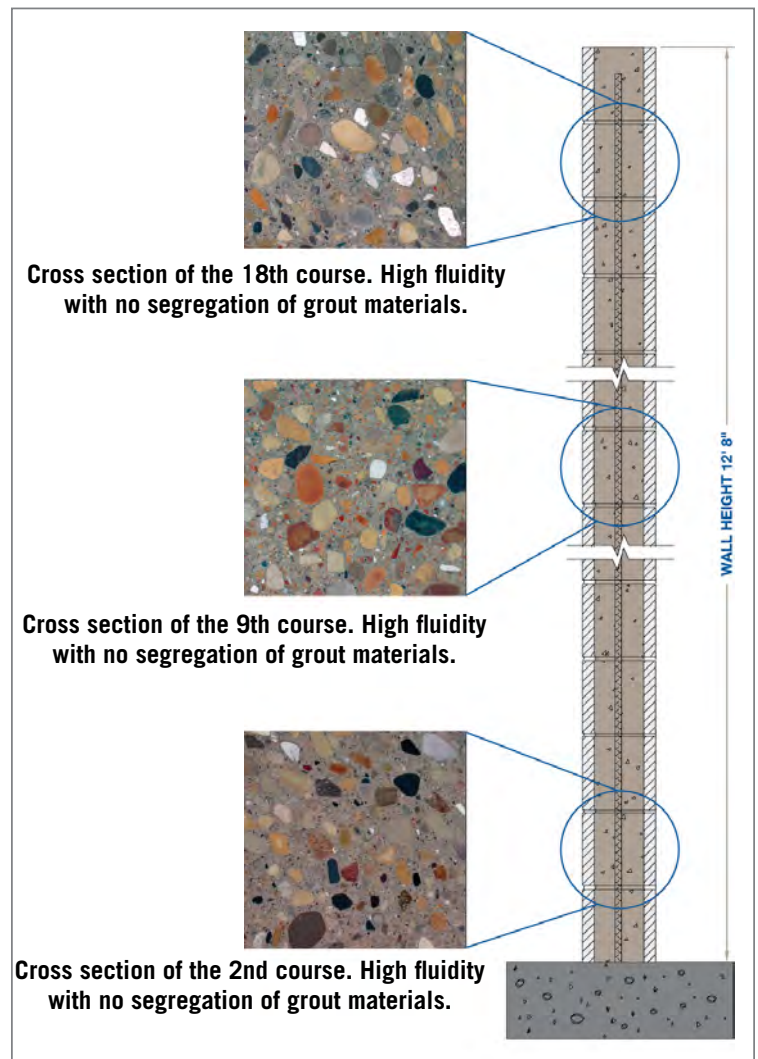 Cross section of the 18th course. High fluidity
with no segregation of grout materials.
Cross section of the 9th course. High fluidity
with no segregation of grout materials.
WALL HEIGHT 12' 8"
Cross section of the 2nd course. High fluidity
with no segregation of grout materials.